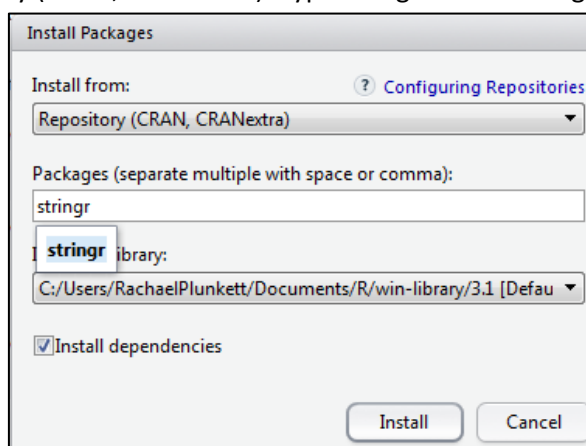 Install Packages
Install from:
? Configuring Repositories
Repository (CRAN, CRANextra)
Packages (separate multiple with space or comma):
stringr
stringr
ibrary:
C:/Users/RachaelPlunkett/Documents/R/win-library/3.1 [Defau
Install dependencies
Install Cancel